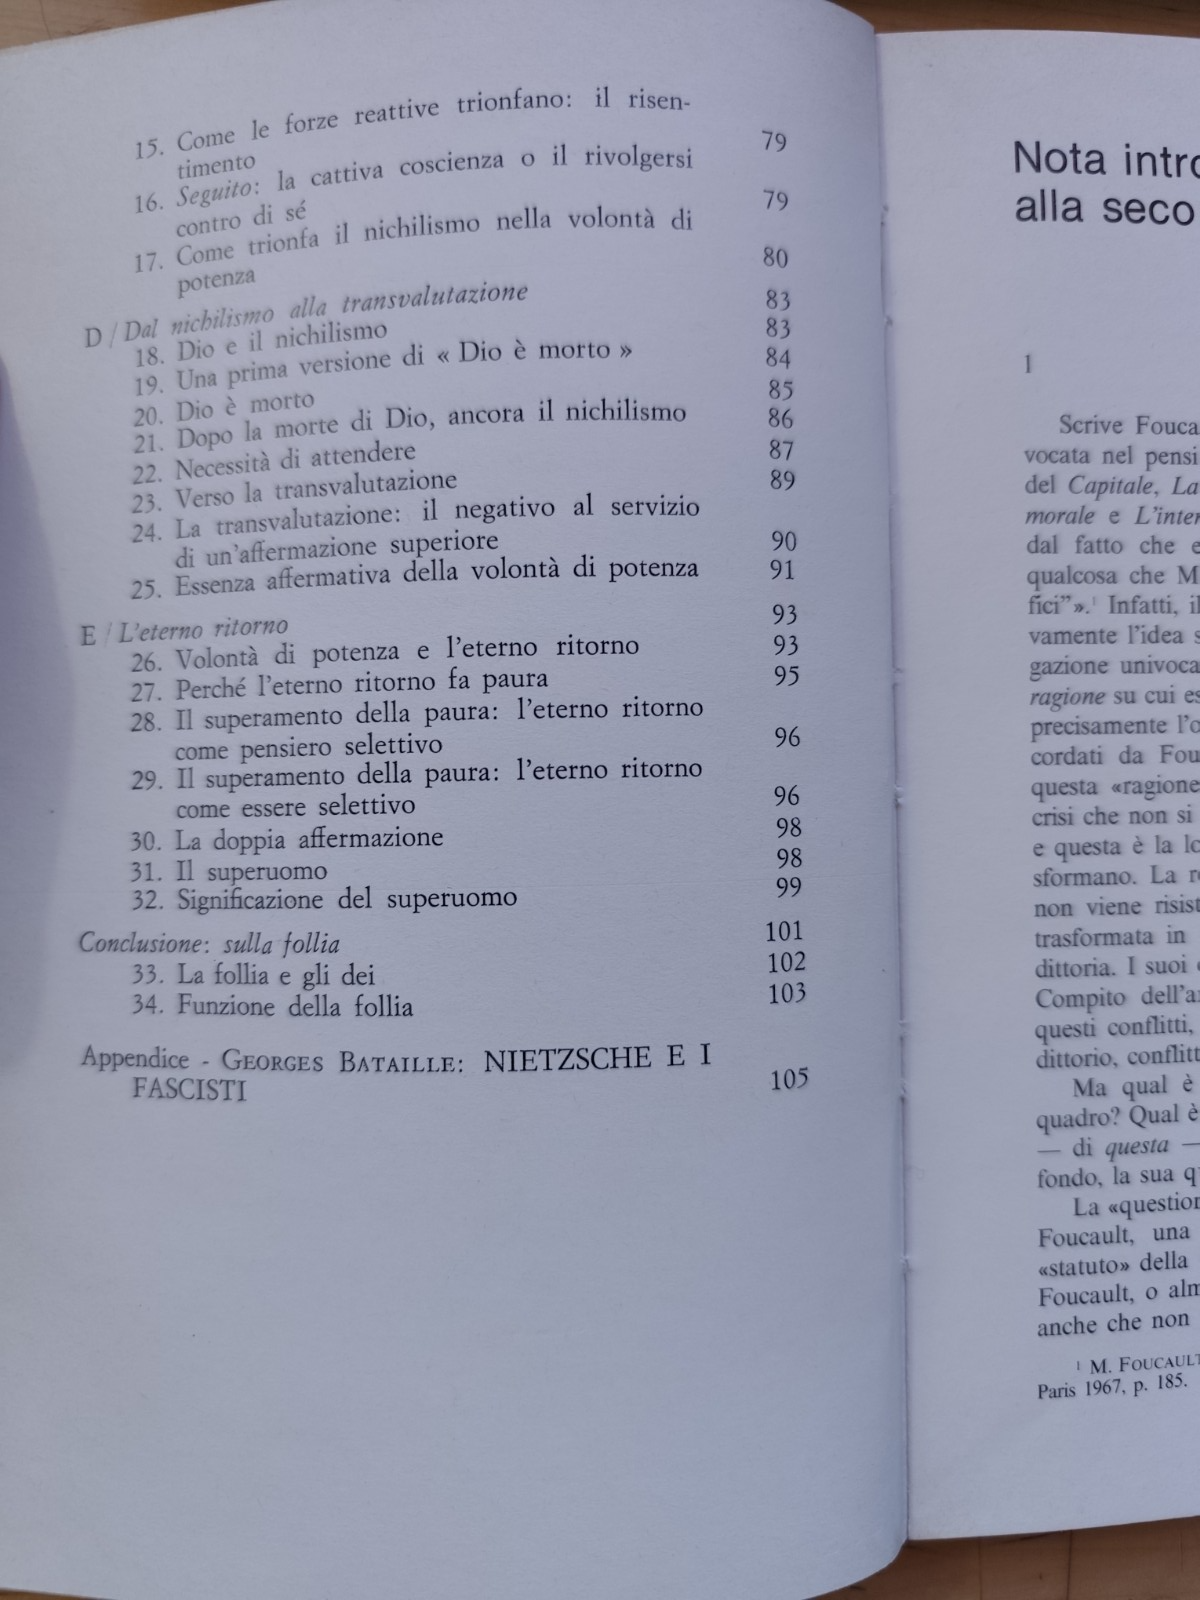 15. Come le forze reattive trionfano: il risen-
timento 79
16. Seguito: la cattiva coscienza o il rivolgersi
contro di sé 79
17. Come trionfa il nichilismo nella volontà di
potenza 80
D / Dal nichilismo alla transvalutazione 83
18. Dio e il nichilismo 83
19. Una prima versione di « Dio è morto » 84
20. Dio è morto 85
21. Dopo la morte di Dio, ancora il nichilismo 86
22. Necessità di attendere 87
23. Verso la transvalutazione 89
24. La transvalutazione: il negativo al servizio
di un'affermazione superiore 90
25. Essenza affermativa della volontà di potenza 91
E / L'eterno ritorno 93
26. Volontà di potenza e l'eterno ritorno 93
27. Perché l'eterno ritorno fa paura 95
28. Il superamento della paura: l'eterno ritorno
come pensiero selettivo 96
29. Il superamento della paura: l'eterno ritorno
come essere selettivo 96
30. La doppia affermazione 98
31. Il superuomo 98
32. Significazione del superuomo 99
Conclusione: sulla follia 101
33. La follia e gli dei 102
34. Funzione della follia 103
Appendice - GEORGES BATAILLE: NIETZSCHE E I
FASCISTI 105
Nota intro
alla seco
1
Scrive Fouca
vocata nel pensi
del Capitale, La
morale e L'inter
dal fatto che e
qualcosa che M
fici”».¹ Infatti, il
vamente l'idea s
gazione univoca
ragione su cui es
precisamente l'o
cordati da Fou
questa «ragione
crisi che non si
e questa è la lo
sformano. La r
non viene risist
trasformata in
dittoria. I suoi
Compito dell'a
questi conflitti,
dittorio, conflitt
Ma qual è
quadro? Qual è
— di questa —
fondo, la sua q
La «question
Foucault, una
«statuto» della
Foucault, o alm
anche che non
¹ M. FOUCAULT
Paris 1967, p. 185.